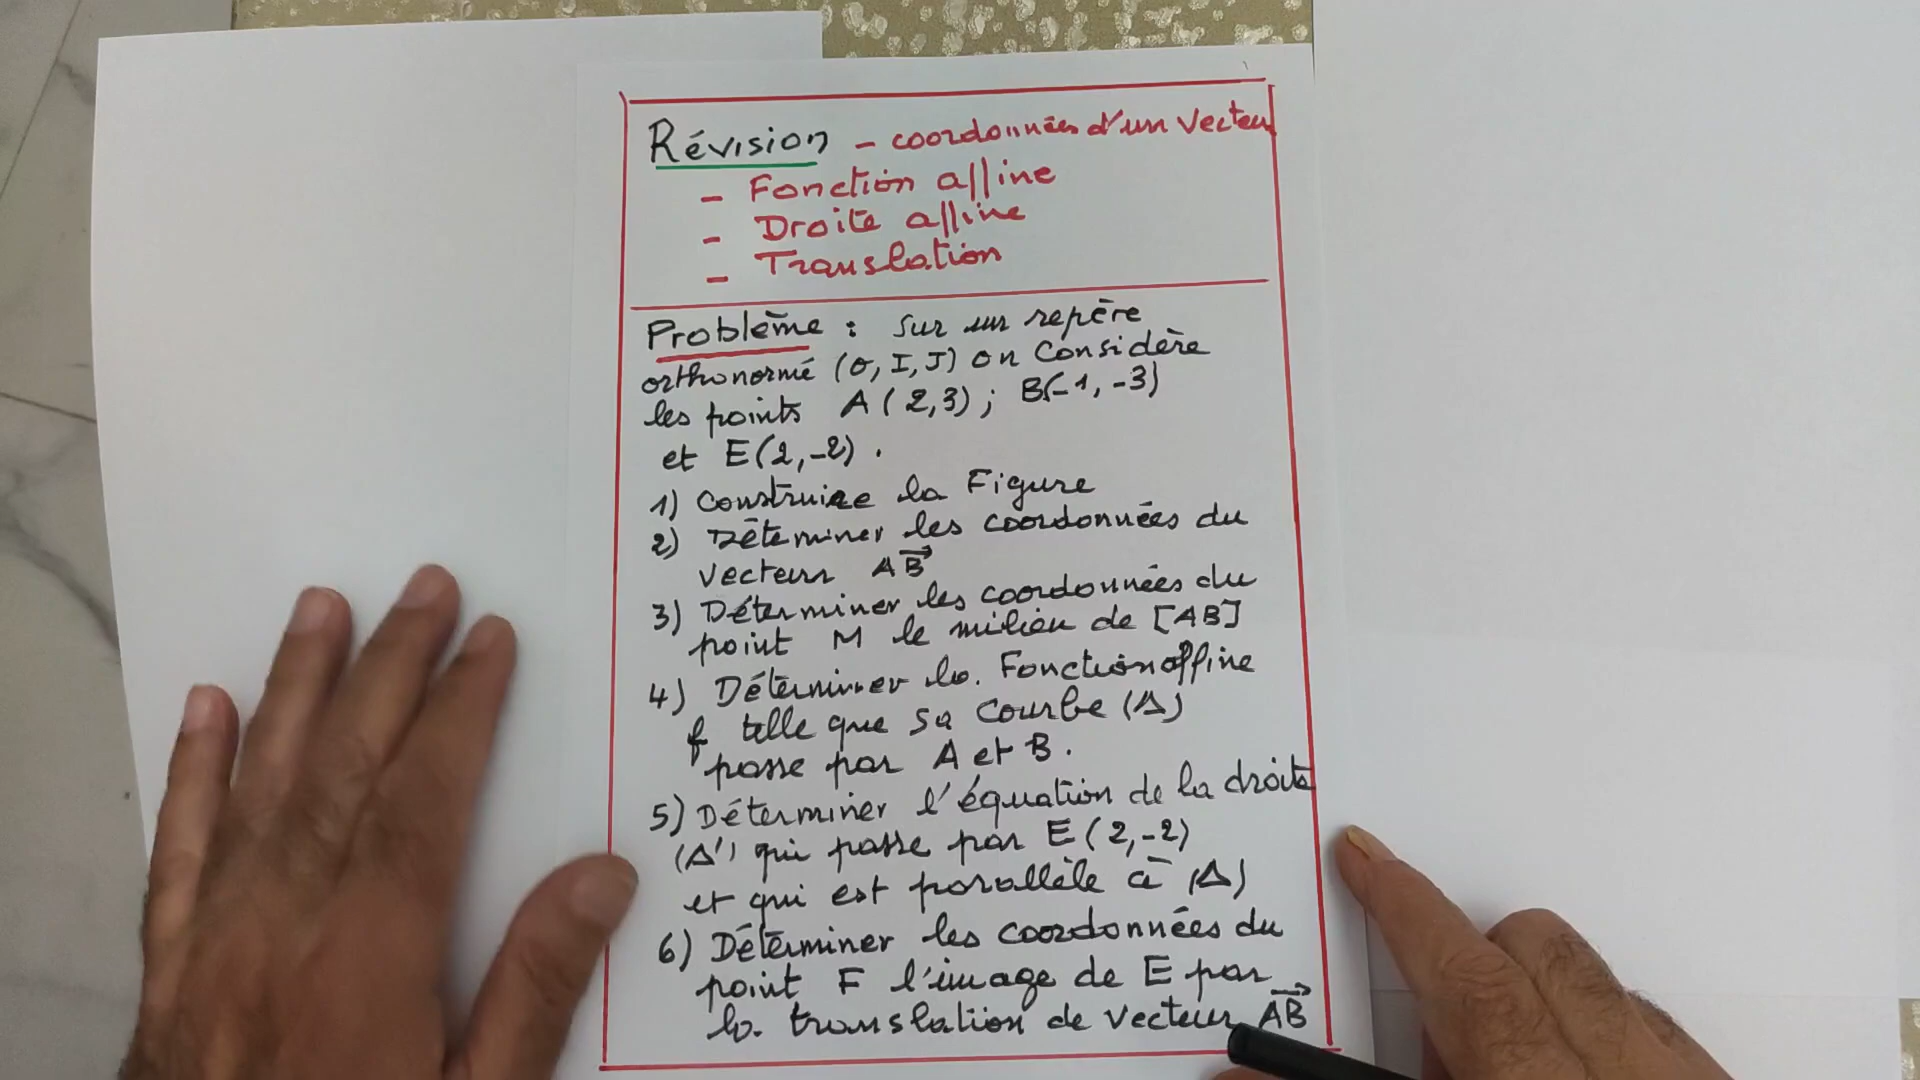 Révision - coordonnées d'un vecteur
- Fonction affine
- Droite affine
- Translation
Problème : sur un repère
orthonormé (O, I, J) on considère
les points A(2,3) ; B(-1,-3)
et E(2,-2).
1) Construire la Figure
2) Déterminer les coordonnées du
vecteur AB
3) Déterminer les coordonnées du
point M le milieu de [AB]
4) Déterminer la Fonction affine
f telle que sa courbe (Δ)
passe par A et B.
5) Déterminer l'équation de la droite
(Δ') qui passe par E(2,-2)
et qui est parallèle à (Δ)
6) Déterminer les coordonnées du
point F l'image de E par
la translation de vecteur AB